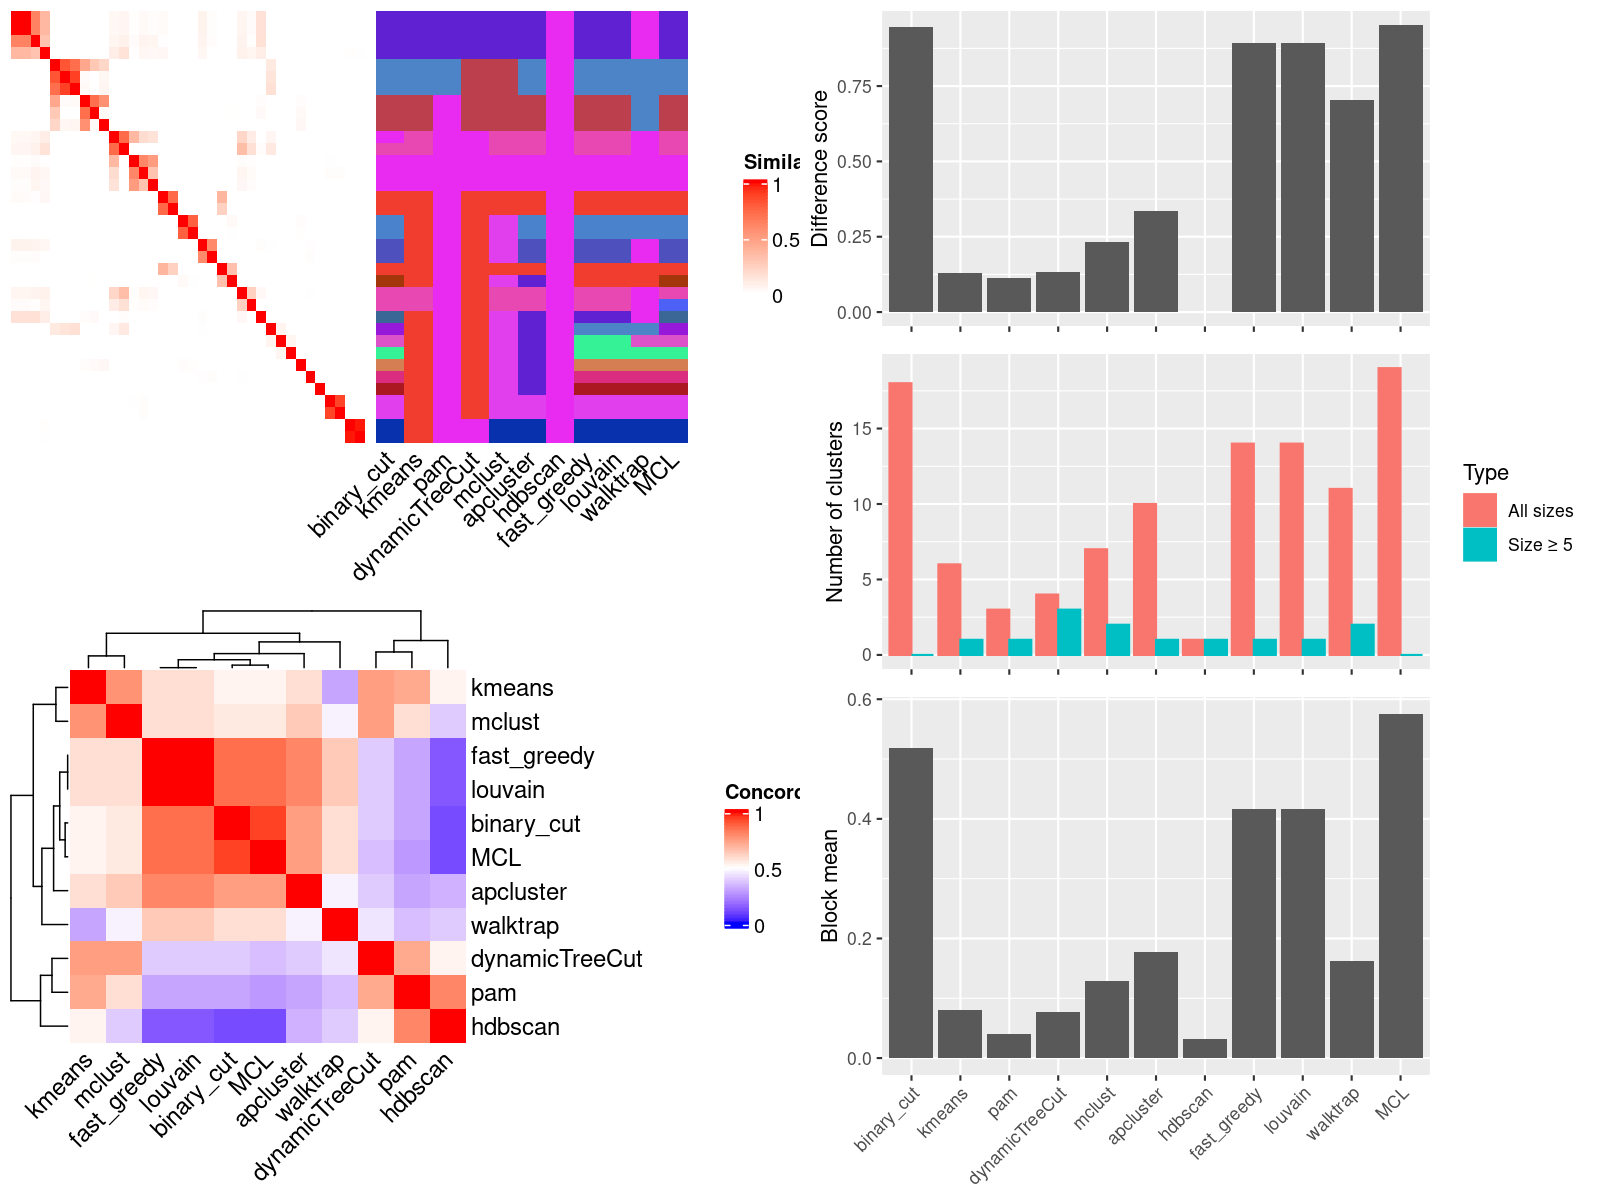 Simila
1
0.5
0
binary_cut
kmeans
pam
dynamicTreeCut
mclust
apcluster
hdbscan
fast_greedy
louvain
walktrap
MCL
kmeans
mclust
fast_greedy
louvain
binary_cut
MCL
apcluster
walktrap
dynamicTreeCut
pam
hdbscan
kmeans
mclust
fast_greedy
louvain
binary_cut
MCL
apcluster
walktrap
dynamicTreeCut
pam
hdbscan
Concord
1
0.5
0
Difference score
0.75
0.50
0.25
0.00
Number of clusters
15
10
5
0
Type
All sizes
Size ≥ 5
Block mean
0.6
0.4
0.2
0.0
binary_cut
kmeans
pam
dynamicTreeCut
mclust
apcluster
hdbscan
fast_greedy
louvain
walktrap
MCL